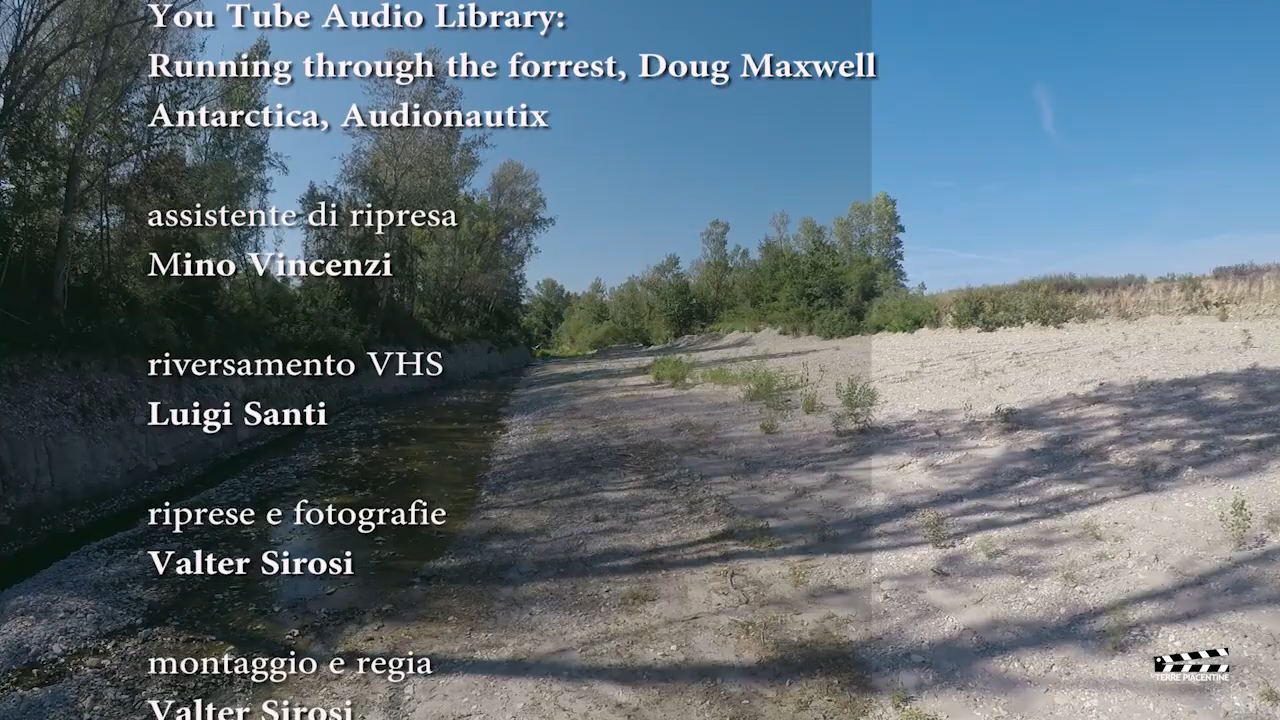 You Tube Audio Library:
Running through the forrest, Doug Maxwell
Antarctica, Audionautix
assistente di ripresa
Mino Vincenzi
riversamento VHS
Luigi Santi
riprese e fotografie
Valter Sirosi
montaggio e regia
Valter Sirosi
TERRE PIACENTINE